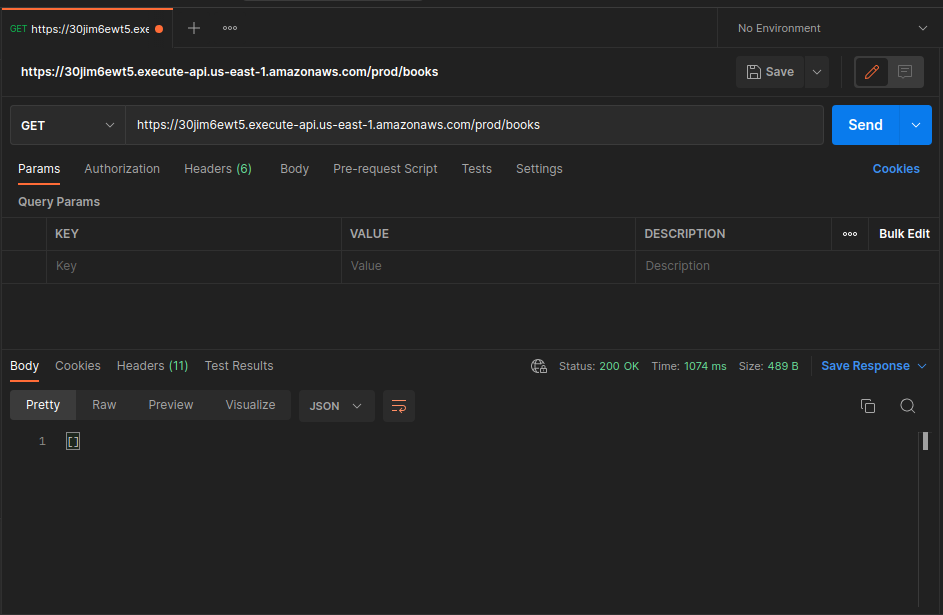 GET https://30jim6ewt5.exe
No Environment
https://30jim6ewt5.execute-api.us-east-1.amazonaws.com/prod/books
Save
GET https://30jim6ewt5.execute-api.us-east-1.amazonaws.com/prod/books Send
Params Authorization Headers (6) Body Pre-request Script Tests Settings Cookies
Query Params
KEY VALUE DESCRIPTION Bulk Edit
Key Value Description
Body Cookies Headers (11) Test Results Status: 200 OK Time: 1074 ms Size: 489 B Save Response
Pretty Raw Preview Visualize JSON
1 []